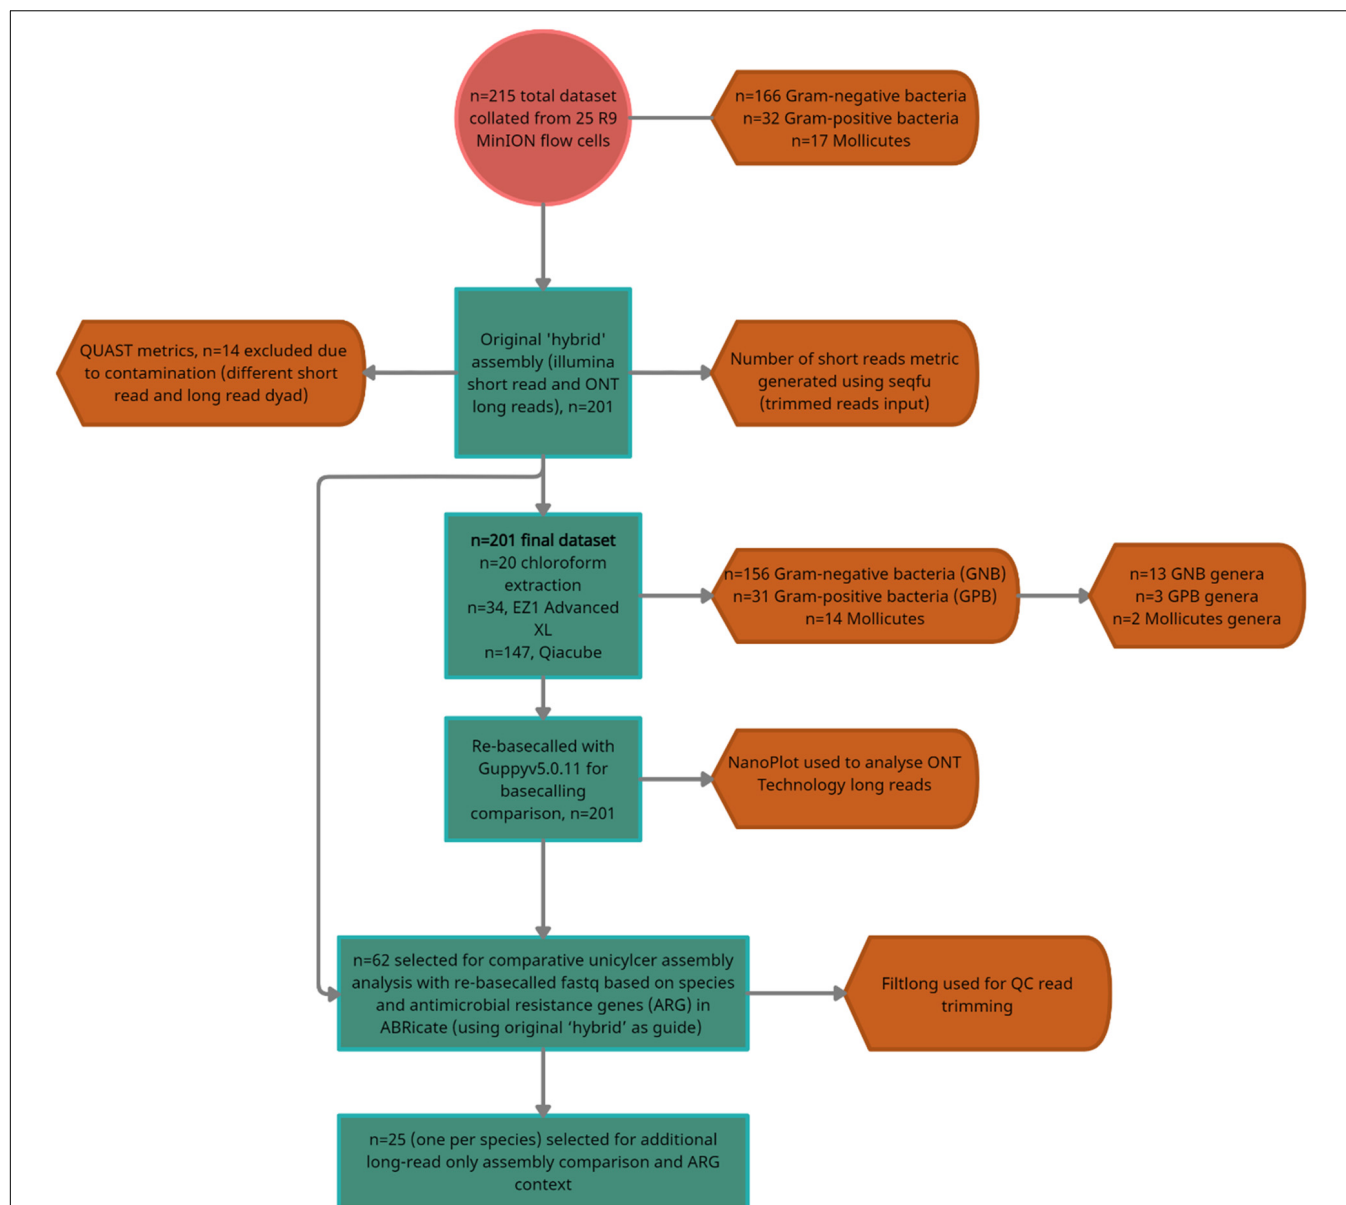 n=215 total dataset
collated from 25 R9
MinION flow cells
n=166 Gram-negative bacteria
n=32 Gram-positive bacteria
n=17 Mollicutes
QUAST metrics, n=14 excluded due
to contamination (different short
read and long read dyad)
Original 'hybrid'
assembly (illumina
short read and ONT
long reads), n=201
Number of short reads metric
generated using seqfu
(trimmed reads input)
n=201 final dataset
n=20 chloroform
extraction
n=34, EZ1 Advanced
XL
n=147, Qiacube
n=156 Gram-negative bacteria (GNB)
n=31 Gram-positive bacteria (GPB)
n=14 Mollicutes
n=13 GNB genera
n=3 GPB genera
n=2 Mollicutes genera
Re-basecalled with
Guppyv5.0.11 for
basecalling
comparison, n=201
NanoPlot used to analyse ONT
Technology long reads
n=62 selected for comparative unicylcer assembly
analysis with re-basecalled fastq based on species
and antimicrobial resistance genes (ARG) in
ABRicate (using original ‘hybrid’ as guide)
Filtlong used for QC read
trimming
n=25 (one per species) selected for additional
long-read only assembly comparison and ARG
context